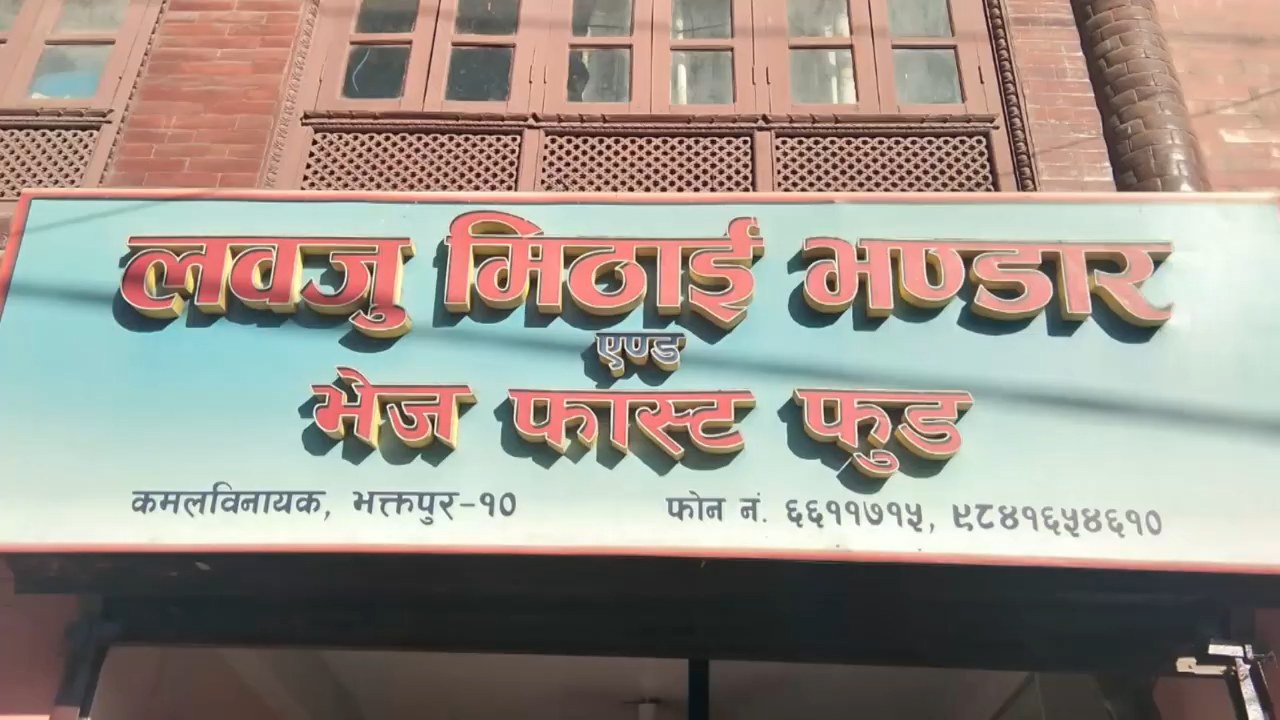 लवजु मिठाई भण्डार
एण्ड
भेज फास्ट फुड
कमलविनायक, भक्तपुर-१० फोन नं. ६६११७१५, ९८४१६५४६१०